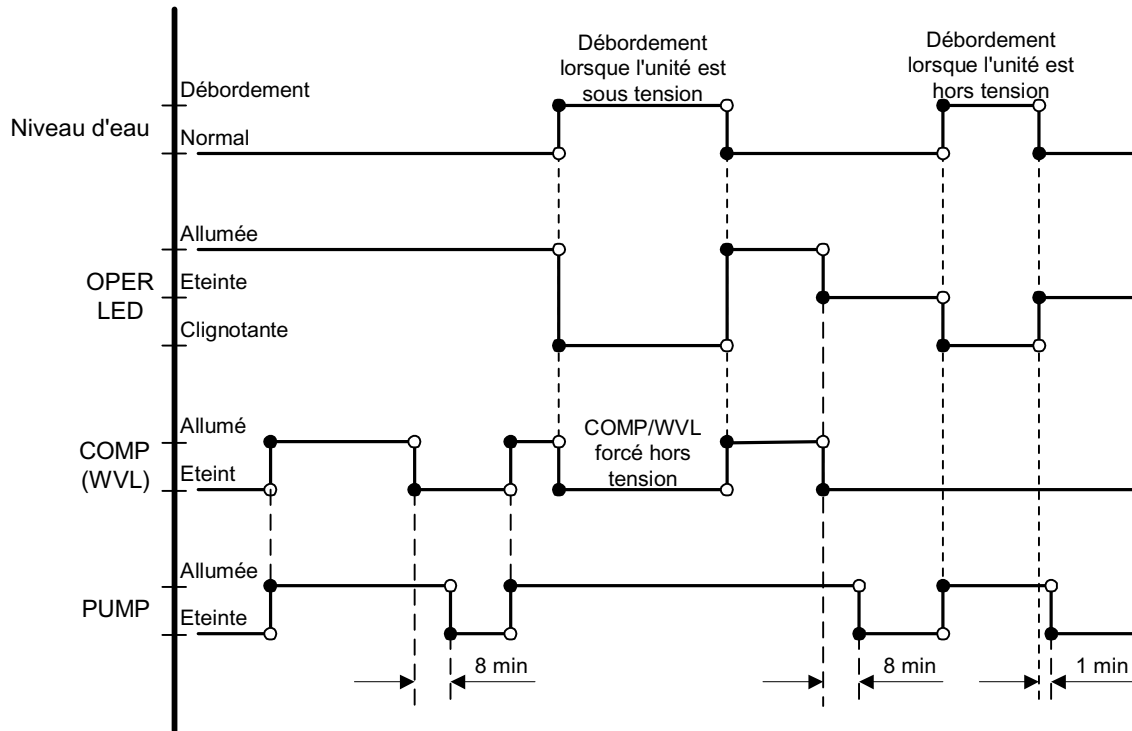 Débordement
lorsque l'unité est
sous tension
Débordement
lorsque l'unité est
hors tension
Niveau d'eau
Débordement
Normal
OPER
LED
Allumée
Eteinte
Clignotante
COMP
(WVL)
Allumé
Eteint
COMP/WVL
forcé hors
tension
PUMP
Allumée
Eteinte
8 min
8 min
1 min